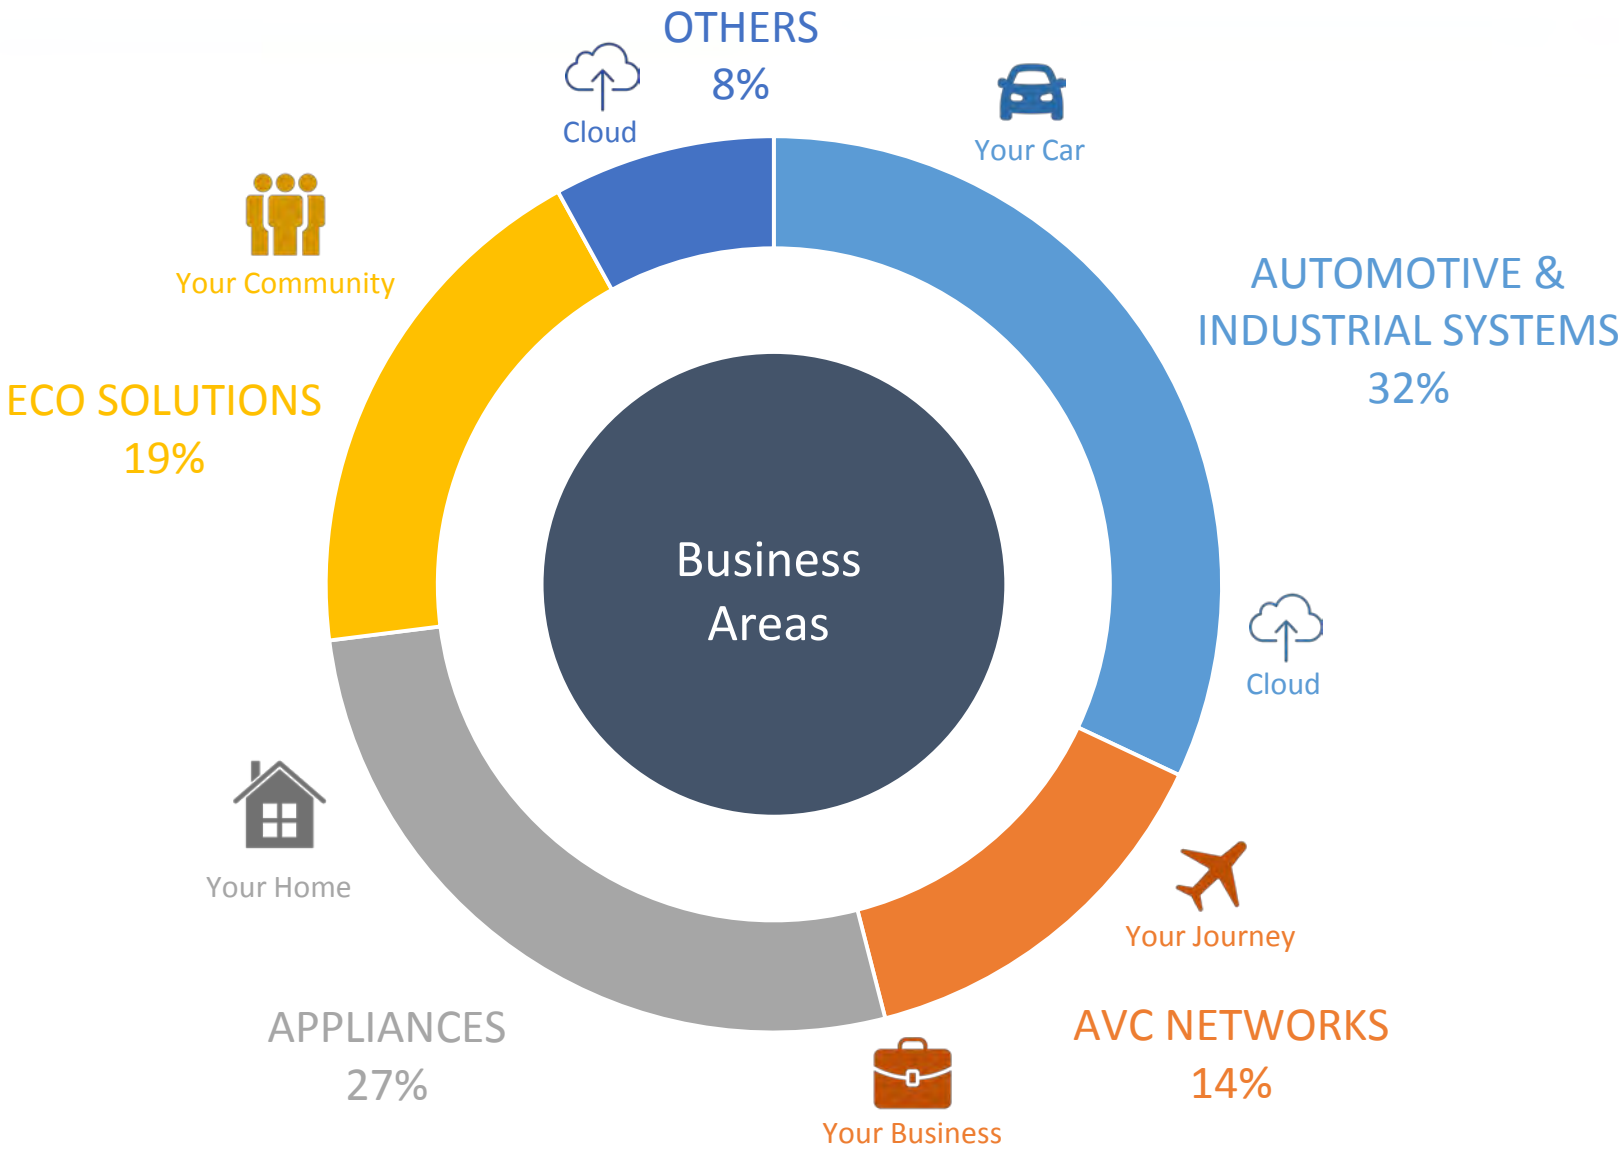 OTHERS
8%
Cloud
Your Car
Your Community
AUTOMOTIVE &
INDUSTRIAL SYSTEMS
32%
ECO SOLUTIONS
19%
Business
Areas
Cloud
Your Home
Your Journey
APPLIANCES
27%
AVC NETWORKS
14%
Your Business